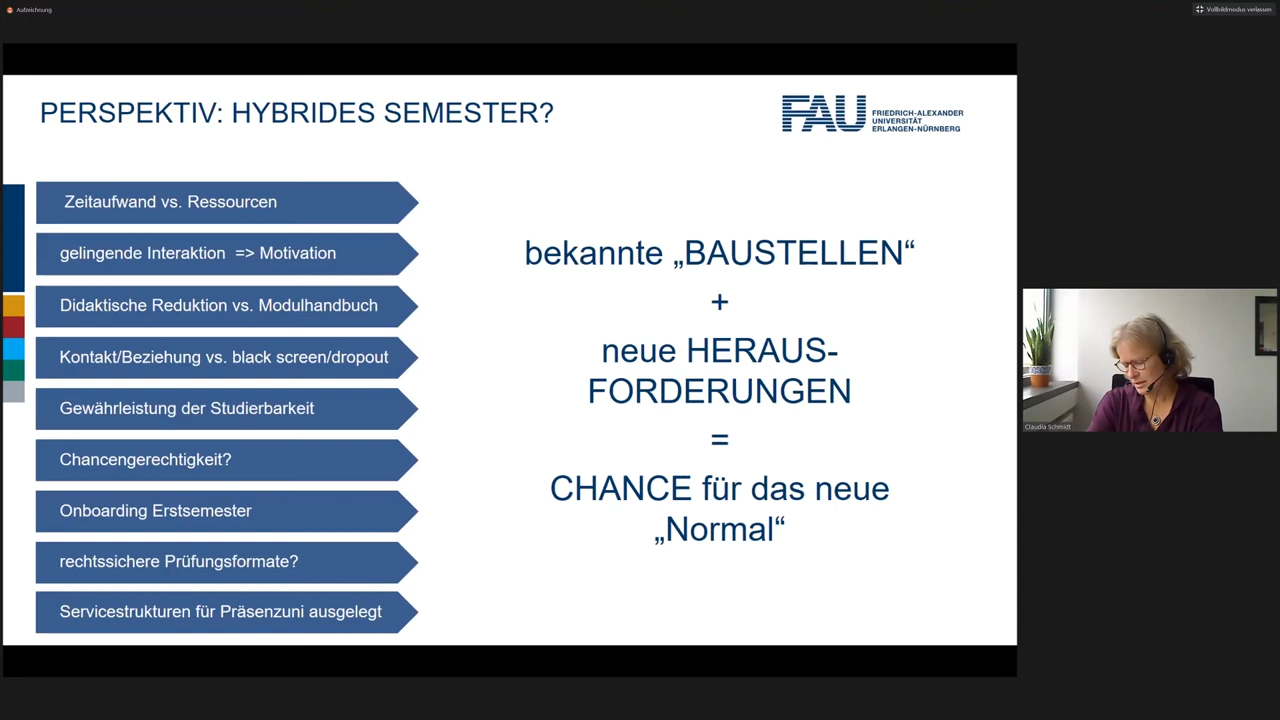 Aufzeichnung
Vollbildmodus verlassen
PERSPEKTIV: HYBRIDES SEMESTER?
FAU
FRIEDRICH-ALEXANDER
UNIVERSITÄT
ERLANGEN-NÜRNBERG
Zeitaufwand vs. Ressourcen
gelingende Interaktion => Motivation
Didaktische Reduktion vs. Modulhandbuch
Kontakt/Beziehung vs. black screen/dropout
Gewährleistung der Studierbarkeit
Chancengerechtigkeit?
Onboarding Erstsemester
rechtssichere Prüfungsformate?
Servicestrukturen für Präsenzuni ausgelegt
bekannte „BAUSTELLEN“
+
neue HERAUS-
FORDERUNGEN
=
CHANCE für das neue
„Normal“
Claudia Schmidt